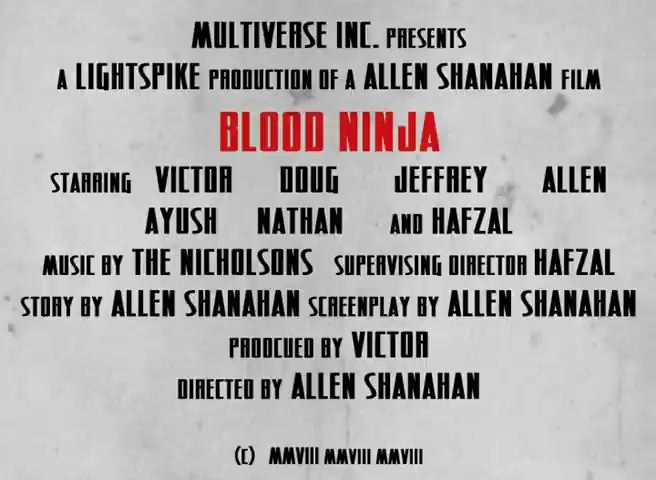 MULTIVERSE INC. PRESENTS
A LIGHTSPIKE PRODUCTION OF A ALLEN SHANAHAN FILM
BLOOD NINJA
STARRING VICTOR DOUG JEFFREY ALLEN
AYUSH NATHAN AND HAFZAL
MUSIC BY THE NICHOLSONS SUPERVISING DIRECTOR HAFZAL
STORY BY ALLEN SHANAHAN SCREENPLAY BY ALLEN SHANAHAN
PRODCUED BY VICTOR
DIRECTED BY ALLEN SHANAHAN
(C) MMVIII MMVIII MMVIII